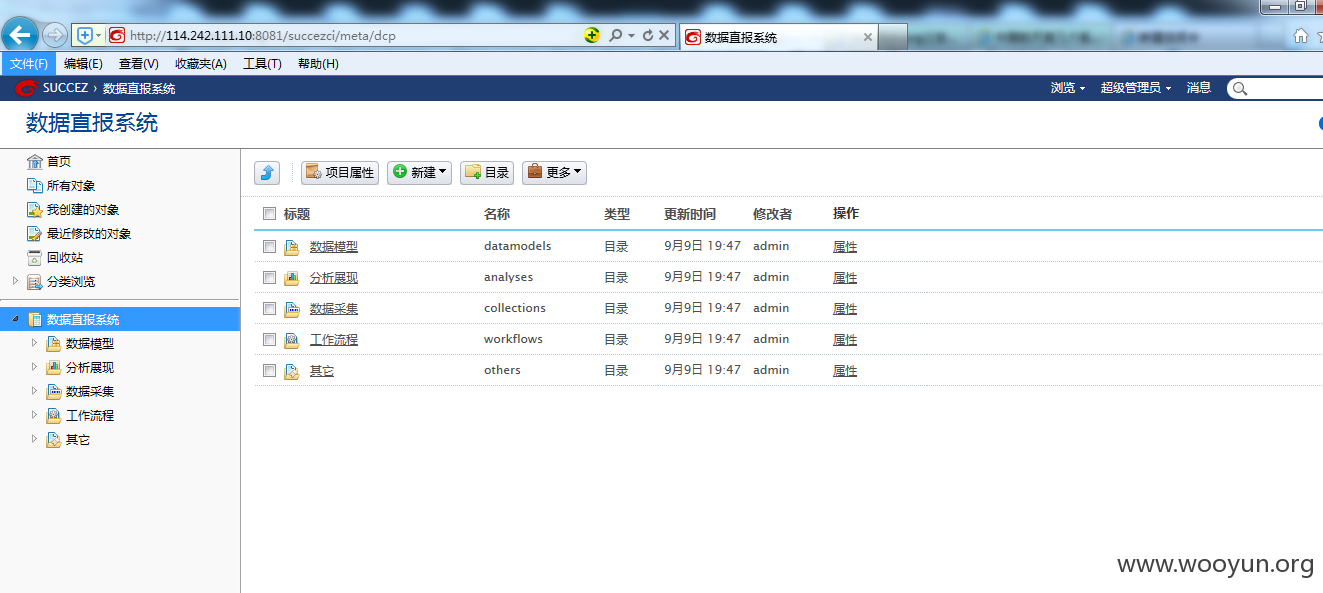 http://114.242.111.10:8081/succezci/meta/dcp
数据直报系统
文件(F) 编辑(E) 查看(V) 收藏夹(A) 工具(T) 帮助(H)
SUCCEZ › 数据直报系统 浏览 超级管理员 消息
数据直报系统
首页
所有对象
我创建的对象
最近修改的对象
回收站
分类浏览
数据直报系统
数据模型
分析展现
数据采集
工作流程
其它
项目属性 新建 目录 更多
标题 名称 类型 更新时间 修改者 操作
数据模型 datamodels 目录 9月9日 19:47 admin 属性
分析展现 analyses 目录 9月9日 19:47 admin 属性
数据采集 collections 目录 9月9日 19:47 admin 属性
工作流程 workflows 目录 9月9日 19:47 admin 属性
其它 others 目录 9月9日 19:47 admin 属性
www.wooyun.org